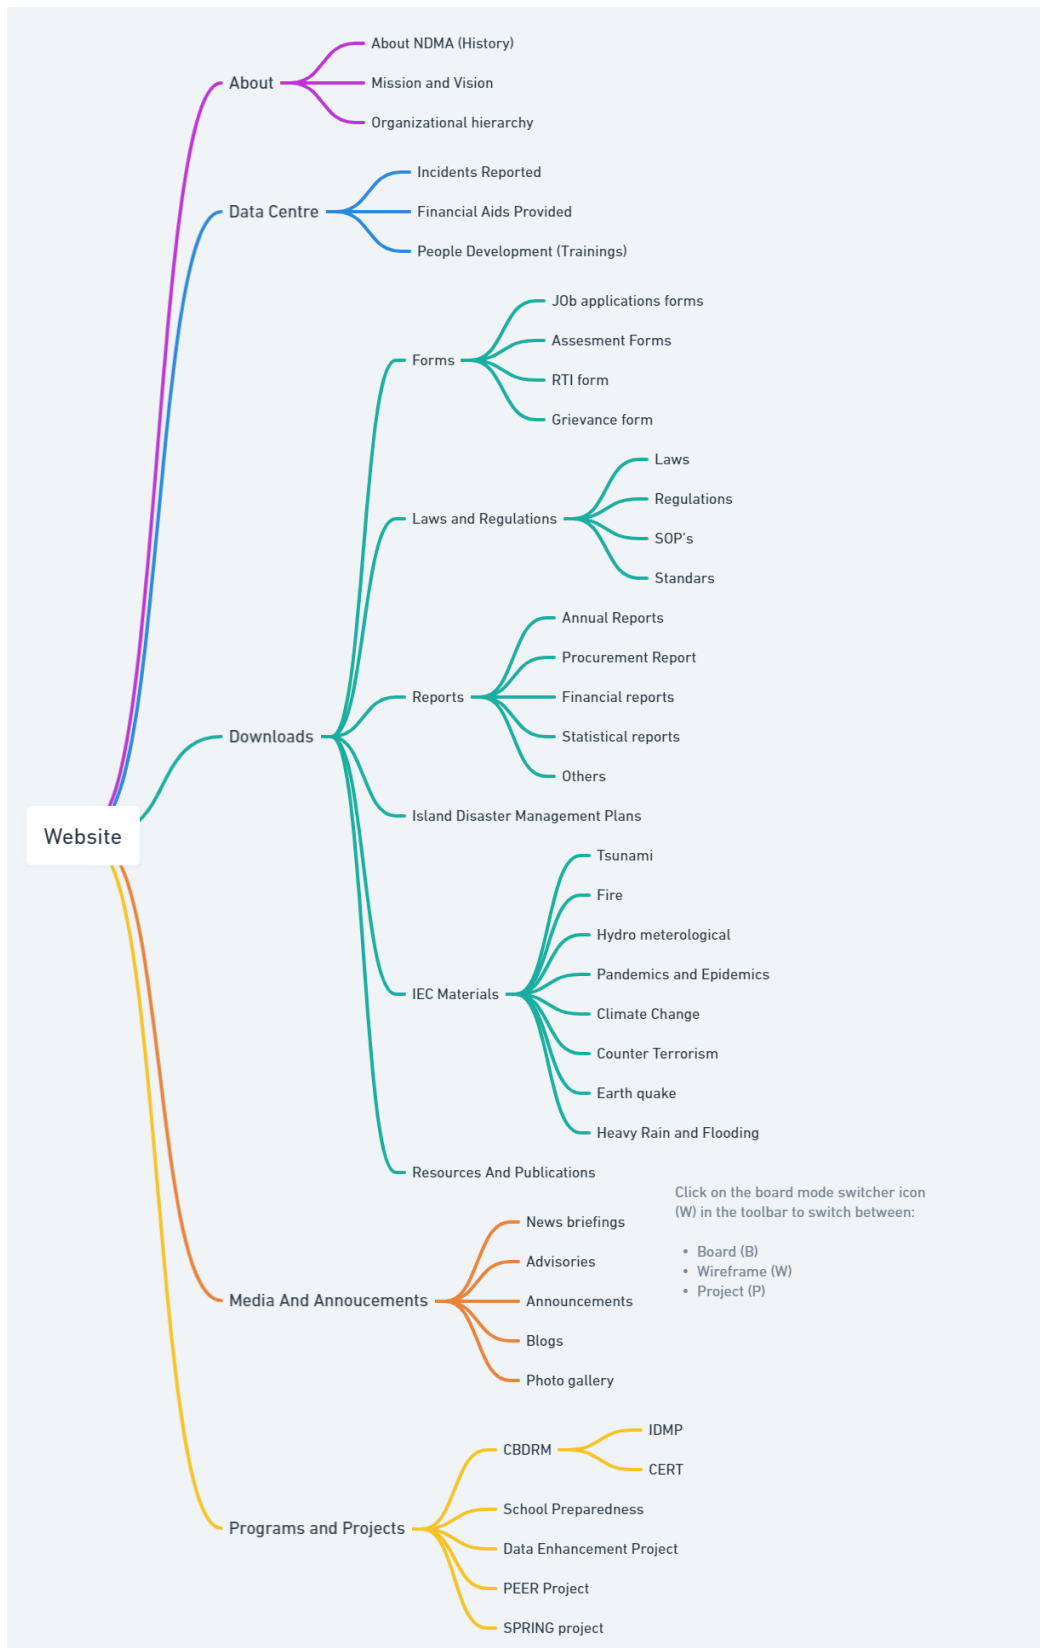 About NDMA (History)
About
Mission and Vision
Organizational hierarchy
Incidents Reported
Data Centre
Financial Aids Provided
People Development (Trainings)
JOb applications forms
Assesment Forms
Forms
RTI form
Grievance form
Laws
Regulations
Laws and Regulations
SOP's
Standars
Annual Reports
Procurement Report
Reports
Financial reports
Statistical reports
Downloads
Others
Island Disaster Management Plans
Website
Tsunami
Fire
Hydro meterological
Pandemics and Epidemics
IEC Materials
Climate Change
Counter Terrorism
Earth quake
Heavy Rain and Flooding
Resources And Publications
Click on the board mode switcher icon
(W) in the toolbar to switch between:
• Board (B)
• Wireframe (W)
• Project (P)
News briefings
Advisories
Media And Annoucements
Announcements
Blogs
Photo gallery
IDMP
CBDRM
CERT
School Preparedness
Programs and Projects
Data Enhancement Project
PEER Project
SPRING project